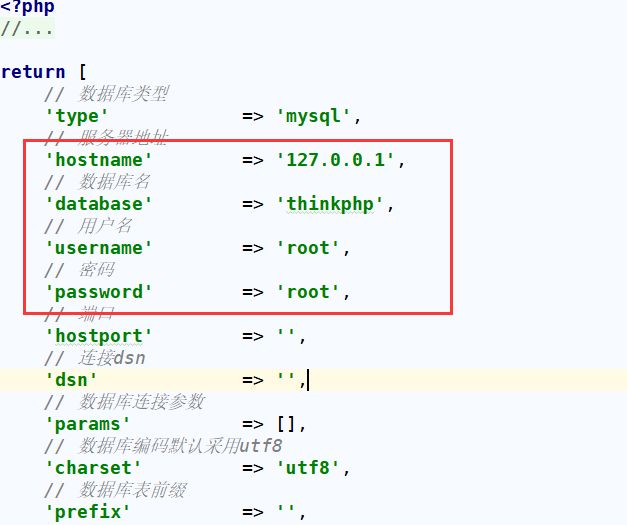 <?php
//...
return [
// 数据库类型
'type' => 'mysql',
// 服务器地址
'hostname' => '127.0.0.1',
// 数据库名
'database' => 'thinkphp',
// 用户名
'username' => 'root',
// 密码
'password' => 'root',
// 端口
'hostport' => '',
// 连接dsn
'dsn' => '',
// 数据库连接参数
'params' => [],
// 数据库编码默认采用utf8
'charset' => 'utf8',
// 数据库表前缀
'prefix' => '',